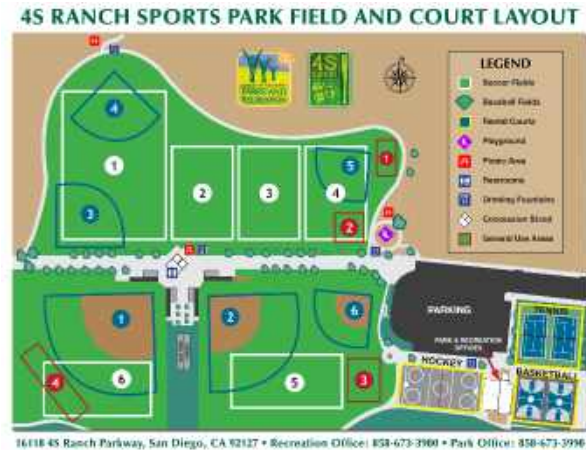 4S RANCH SPORTS PARK FIELD AND COURT LAYOUT
4S
LEGEND
Soccer Fields
Baseball Fields
Tennis Courts
Playground
Picnic Area
Restrooms
Drinking Fountains
Concession Stand
General Use Areas
4
1
3
2
3
5
4
1
2
1
2
6
4
6
5
3
PARKING
PARK & RECREATION
OFFICES
TENNIS
HOCKEY
BASKETBALL
16118 4S Ranch Parkway, San Diego, CA 92127 • Recreation Office: 858-673-3980 • Park Office: 858-673-3990